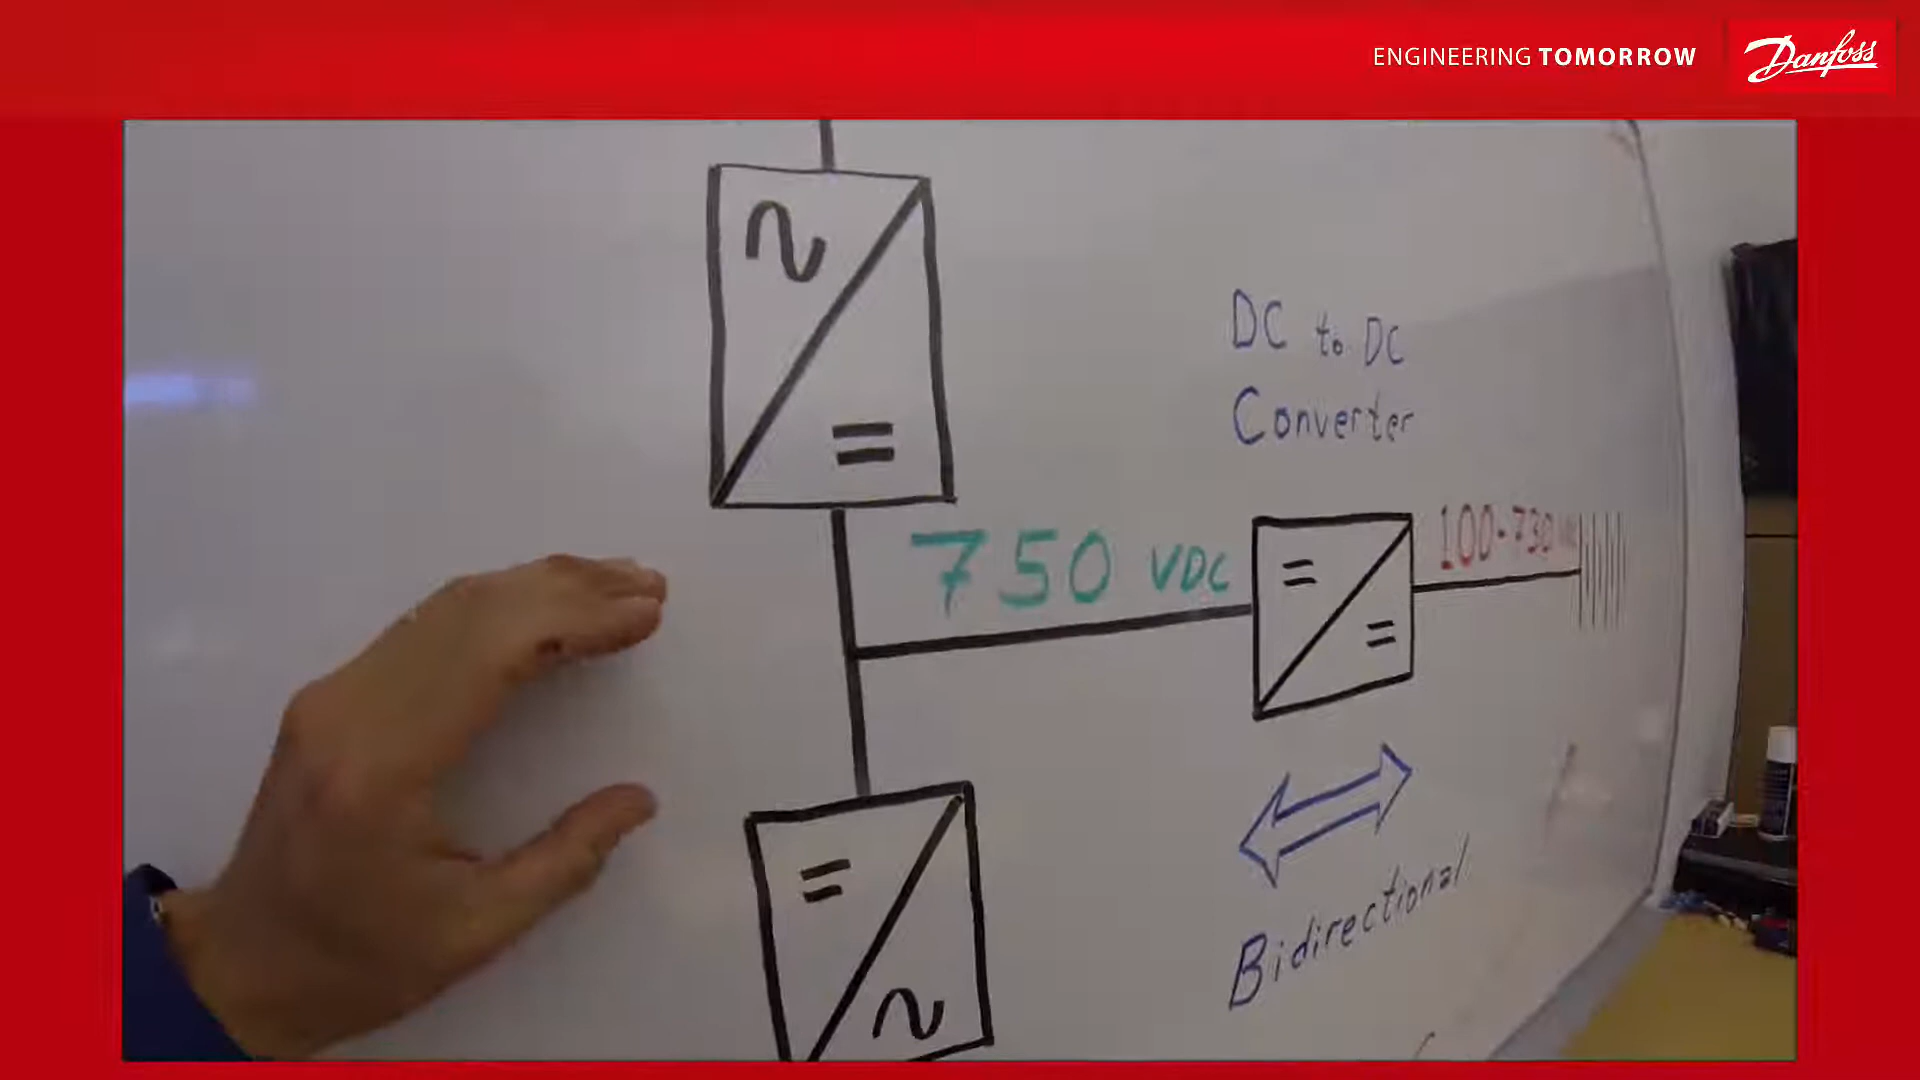 ENGINEERING TOMORROW
Danfoss
DC to DC
Converter
750 VDC
100-730
Bidirectional